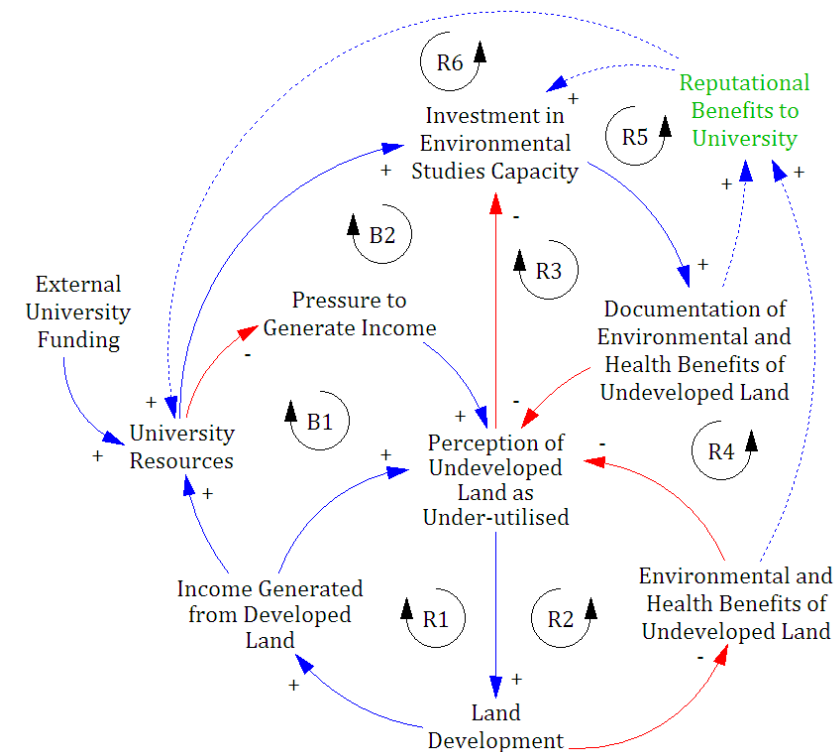 R6
+
Reputational
Benefits to
University
Investment in
Environmental
Studies Capacity
R5
+
+
+
-
B2
+
R3
External
University
Funding
Pressure to
Generate Income
Documentation of
Environmental and
Health Benefits of
Undeveloped Land
-
+
+
-
B1
University
Resources
+
Perception of
Undeveloped
Land as
Under-utilised
+
-
R4
+
Income Generated
from Developed
Land
R1
R2
Environmental and
Health Benefits of
Undeveloped Land
+
+
-
Land
Development